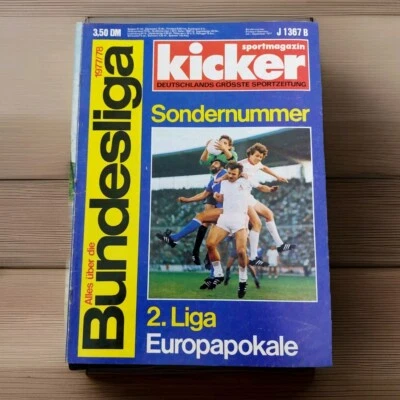 3,50 DM
J 1367 B
sportmagazin
kicker
DEUTSCHLANDS GRÖSSTE SPORTZEITUNG
Alles über die
Bundesliga
1977/78
Sondernummer
2. Liga
Europapokale